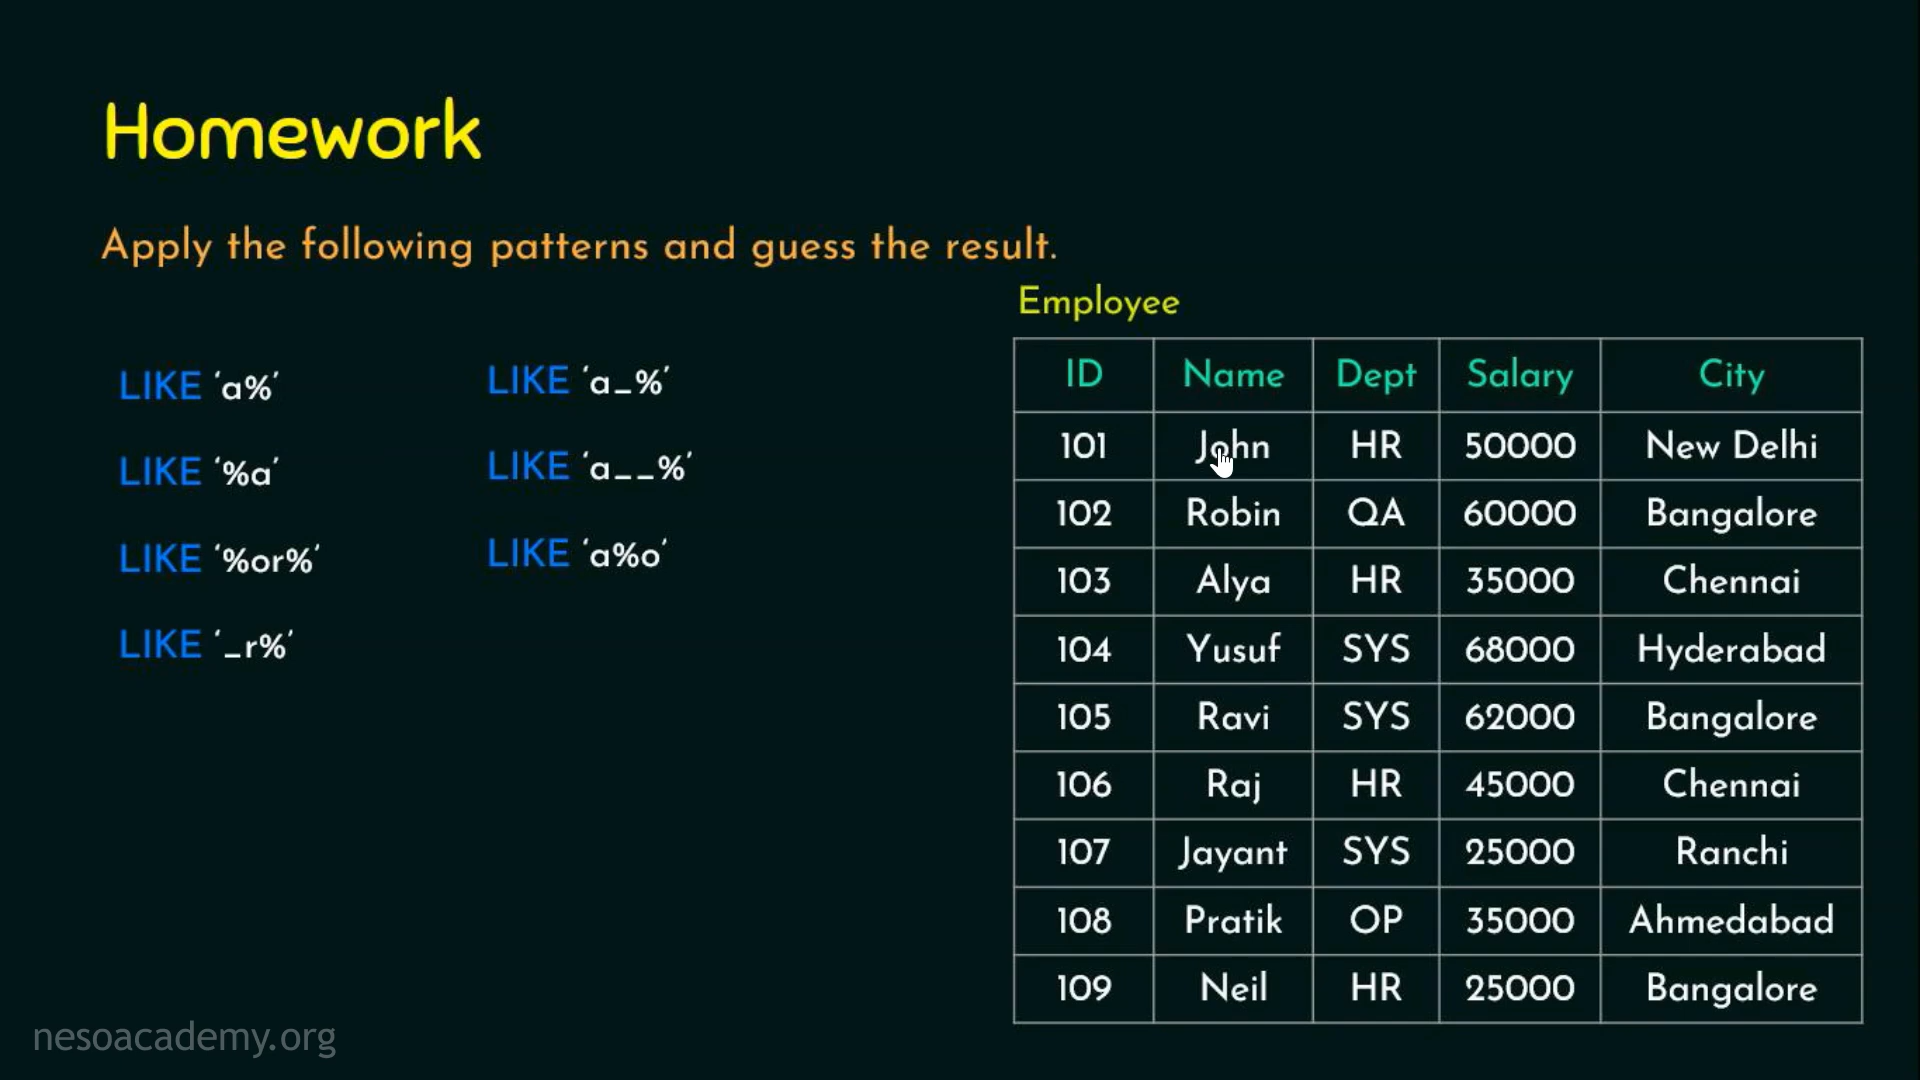 Homework
Apply the following patterns and guess the result.
LIKE ‘a%’
LIKE ‘%a’
LIKE ‘%or%’
LIKE ‘_r%’
LIKE ‘a_%’
LIKE ‘a__%’
LIKE ‘a%o’
Employee
ID Name Dept Salary City
101 John HR 50000 New Delhi
102 Robin QA 60000 Bangalore
103 Alya HR 35000 Chennai
104 Yusuf SYS 68000 Hyderabad
105 Ravi SYS 62000 Bangalore
106 Raj HR 45000 Chennai
107 Jayant SYS 25000 Ranchi
108 Pratik OP 35000 Ahmedabad
109 Neil HR 25000 Bangalore
nesoacademy.org